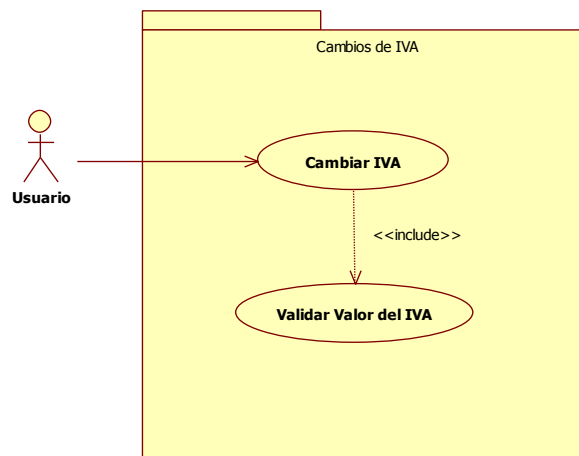 Cambios de IVA
Cambiar IVA
Usuario
<<include>>
Validar Valor del IVA